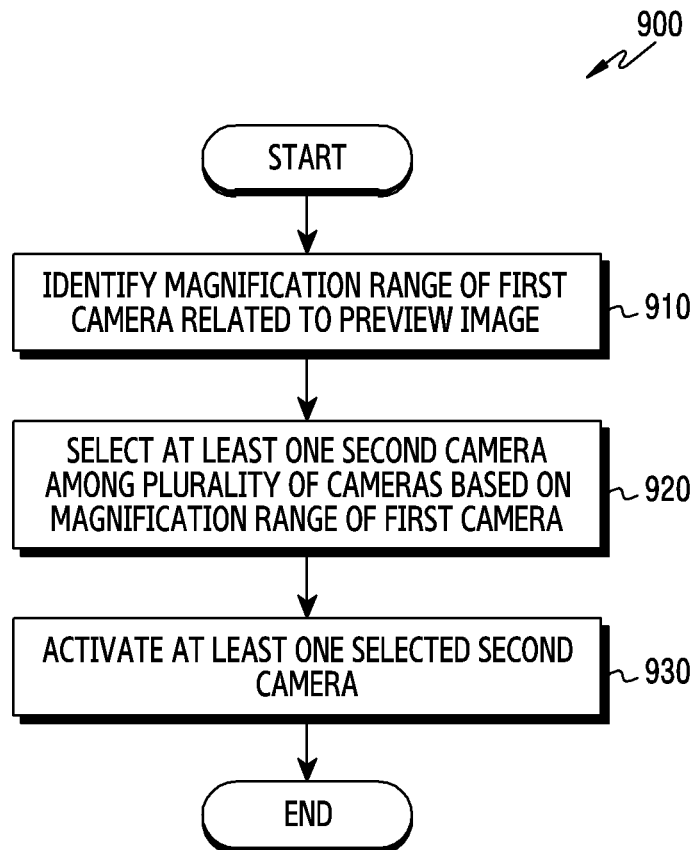 900
START
IDENTIFY MAGNIFICATION RANGE OF FIRST
CAMERA RELATED TO PREVIEW IMAGE
910
SELECT AT LEAST ONE SECOND CAMERA
AMONG PLURALITY OF CAMERAS BASED ON
MAGNIFICATION RANGE OF FIRST CAMERA
920
ACTIVATE AT LEAST ONE SELECTED SECOND
CAMERA
930
END